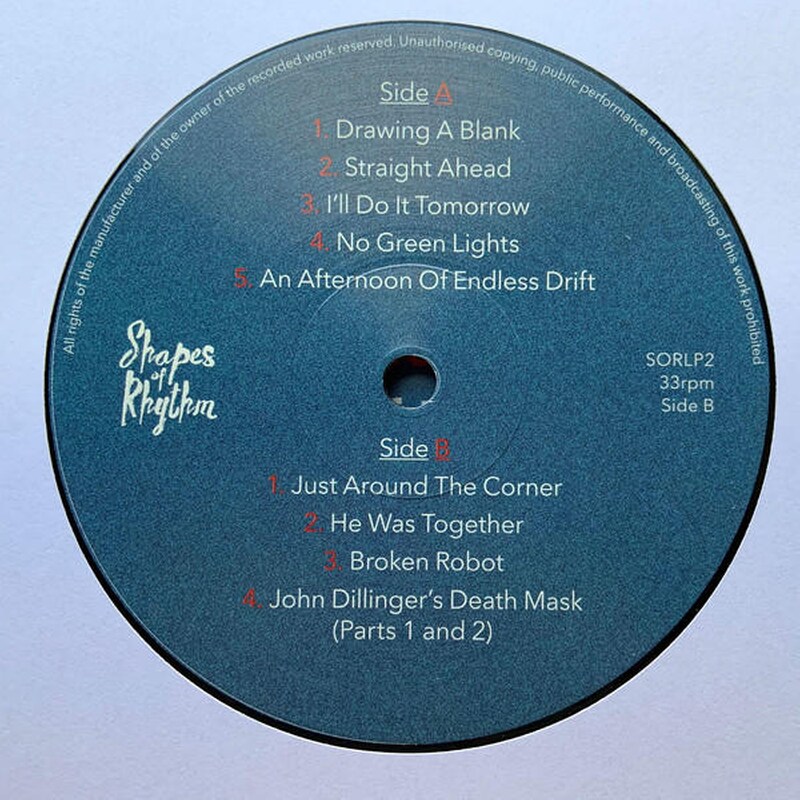 All rights of the manufacturer and of the owner of the recorded work reserved. Unauthorised copying, public performance and broadcasting of this work prohibited
Side A
1. Drawing A Blank
2. Straight Ahead
3. I'll Do It Tomorrow
4. No Green Lights
5. An Afternoon Of Endless Drift
Shapes
of
Rhythm
SORLP2
33rpm
Side B
Side B
1. Just Around The Corner
2. He Was Together
3. Broken Robot
4. John Dillinger's Death Mask
(Parts 1 and 2)